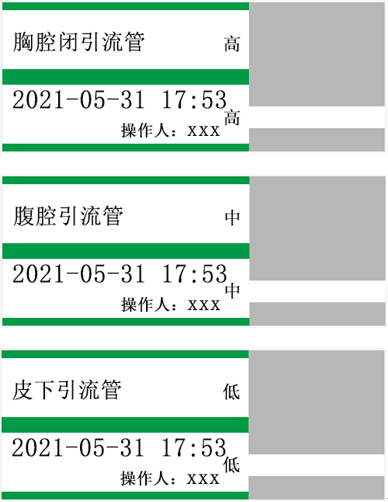 胸腔闭引流管 高
2021-05-31 17:53
高
操作人：xxx
腹腔引流管 中
2021-05-31 17:53
中
操作人：xxx
皮下引流管 低
2021-05-31 17:53
低
操作人：xxx